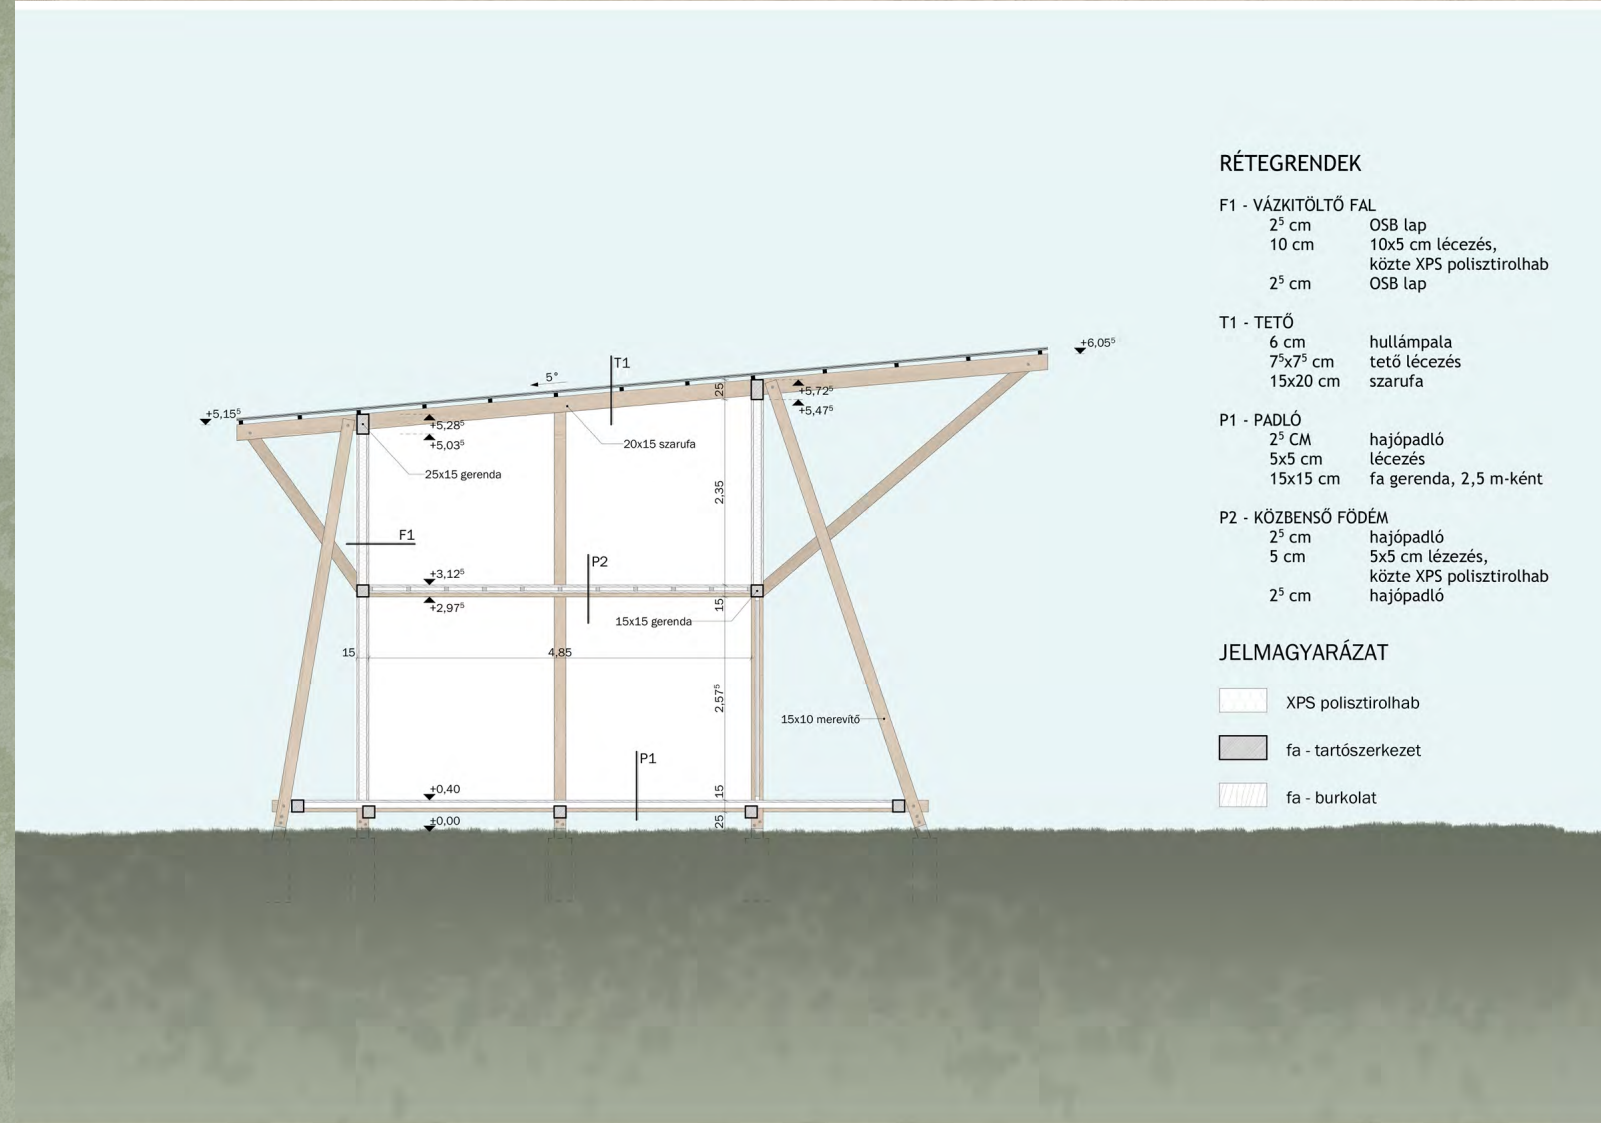 RÉTEGRENDEK
F1 - VÁZKITÖLTŐ FAL
2⁵ cm OSB lap
10 cm 10x5 cm lécezés,
közte XPS polisztirolhab
2⁵ cm OSB lap
T1 - TETŐ
6 cm hullámpala
7⁵x7⁵ cm tető lécezés
15x20 cm szarufa
P1 - PADLÓ
2⁵ CM hajópadló
5x5 cm lécezés
15x15 cm fa gerenda, 2,5 m-ként
P2 - KÖZBENSŐ FÖDÉM
2⁵ cm hajópadló
5 cm 5x5 cm lézezés,
közte XPS polisztirolhab
2⁵ cm hajópadló
JELMAGYARÁZAT
XPS polisztirolhab
fa - tartószerkezet
fa - burkolat
+6,05⁵
T1
5°
25
+5,72⁵
+5,47⁵
+5,15⁵
+5,28⁵
+5,03⁵
20x15 szarufa
25x15 gerenda
2,35
F1
P2
+3,12⁵
+2,97⁵
15
15x15 gerenda
15
4,85
2,57⁵
15x10 merevítő
P1
+0,40
15
±0,00
25